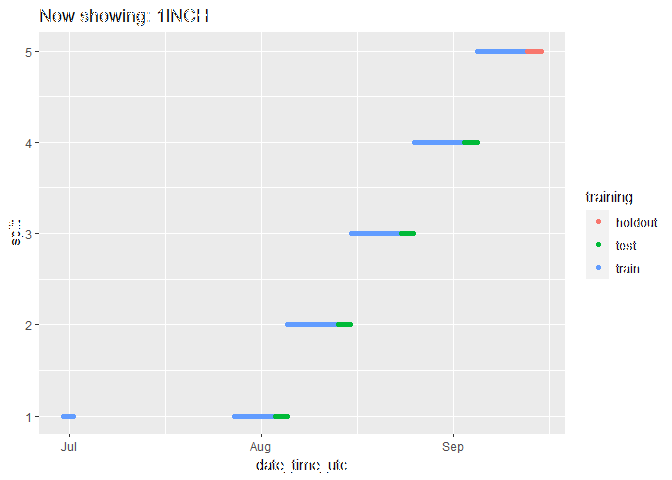 Now showing: 1INCH
5
4
3
2
1
split
Jul
Aug
Sep
date_time_utc
training
holdout
test
train